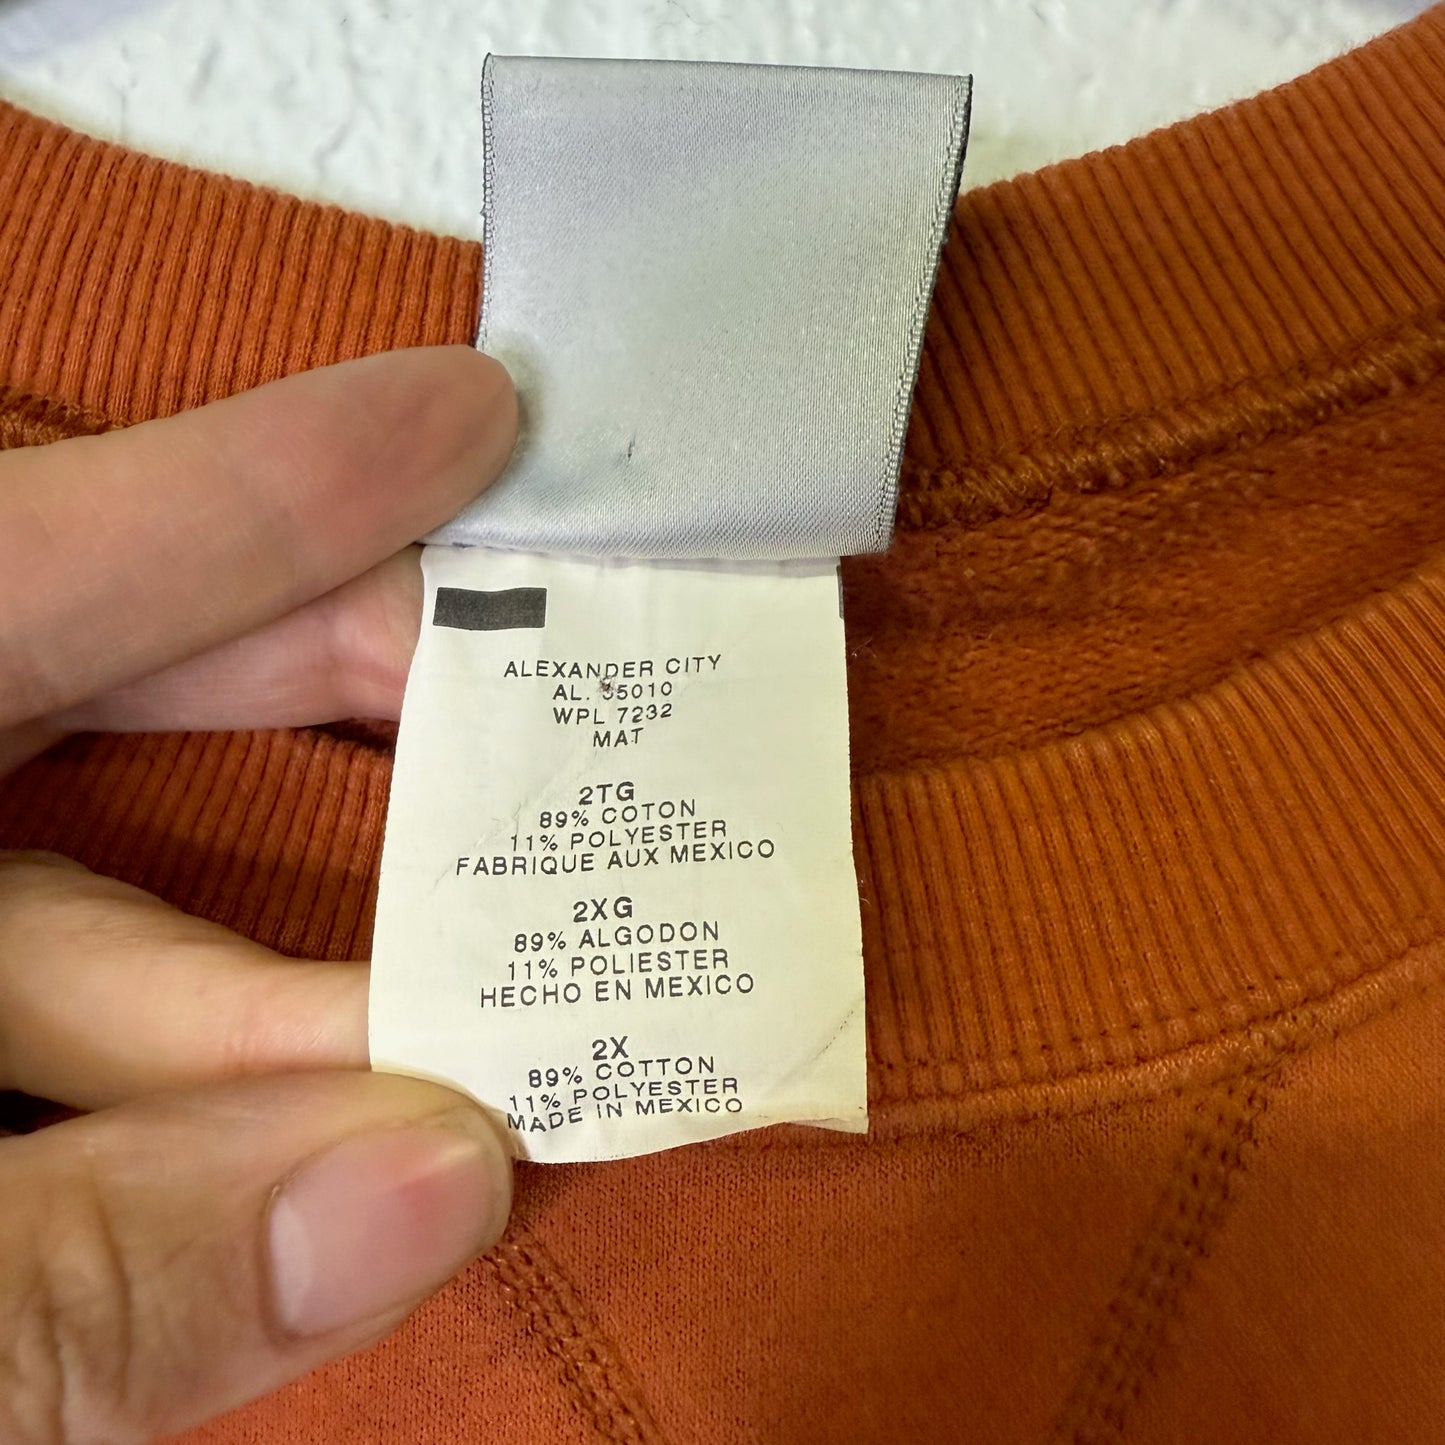 ALEXANDER CITY
AL. 35010
WPL 7232
MAT
2TG
89% COTON
11% POLYESTER
FABRIQUE AUX MEXICO
2XG
89% ALGODON
11% POLIESTER
HECHO EN MEXICO
2X
89% COTTON
11% POLYESTER
MADE IN MEXICO